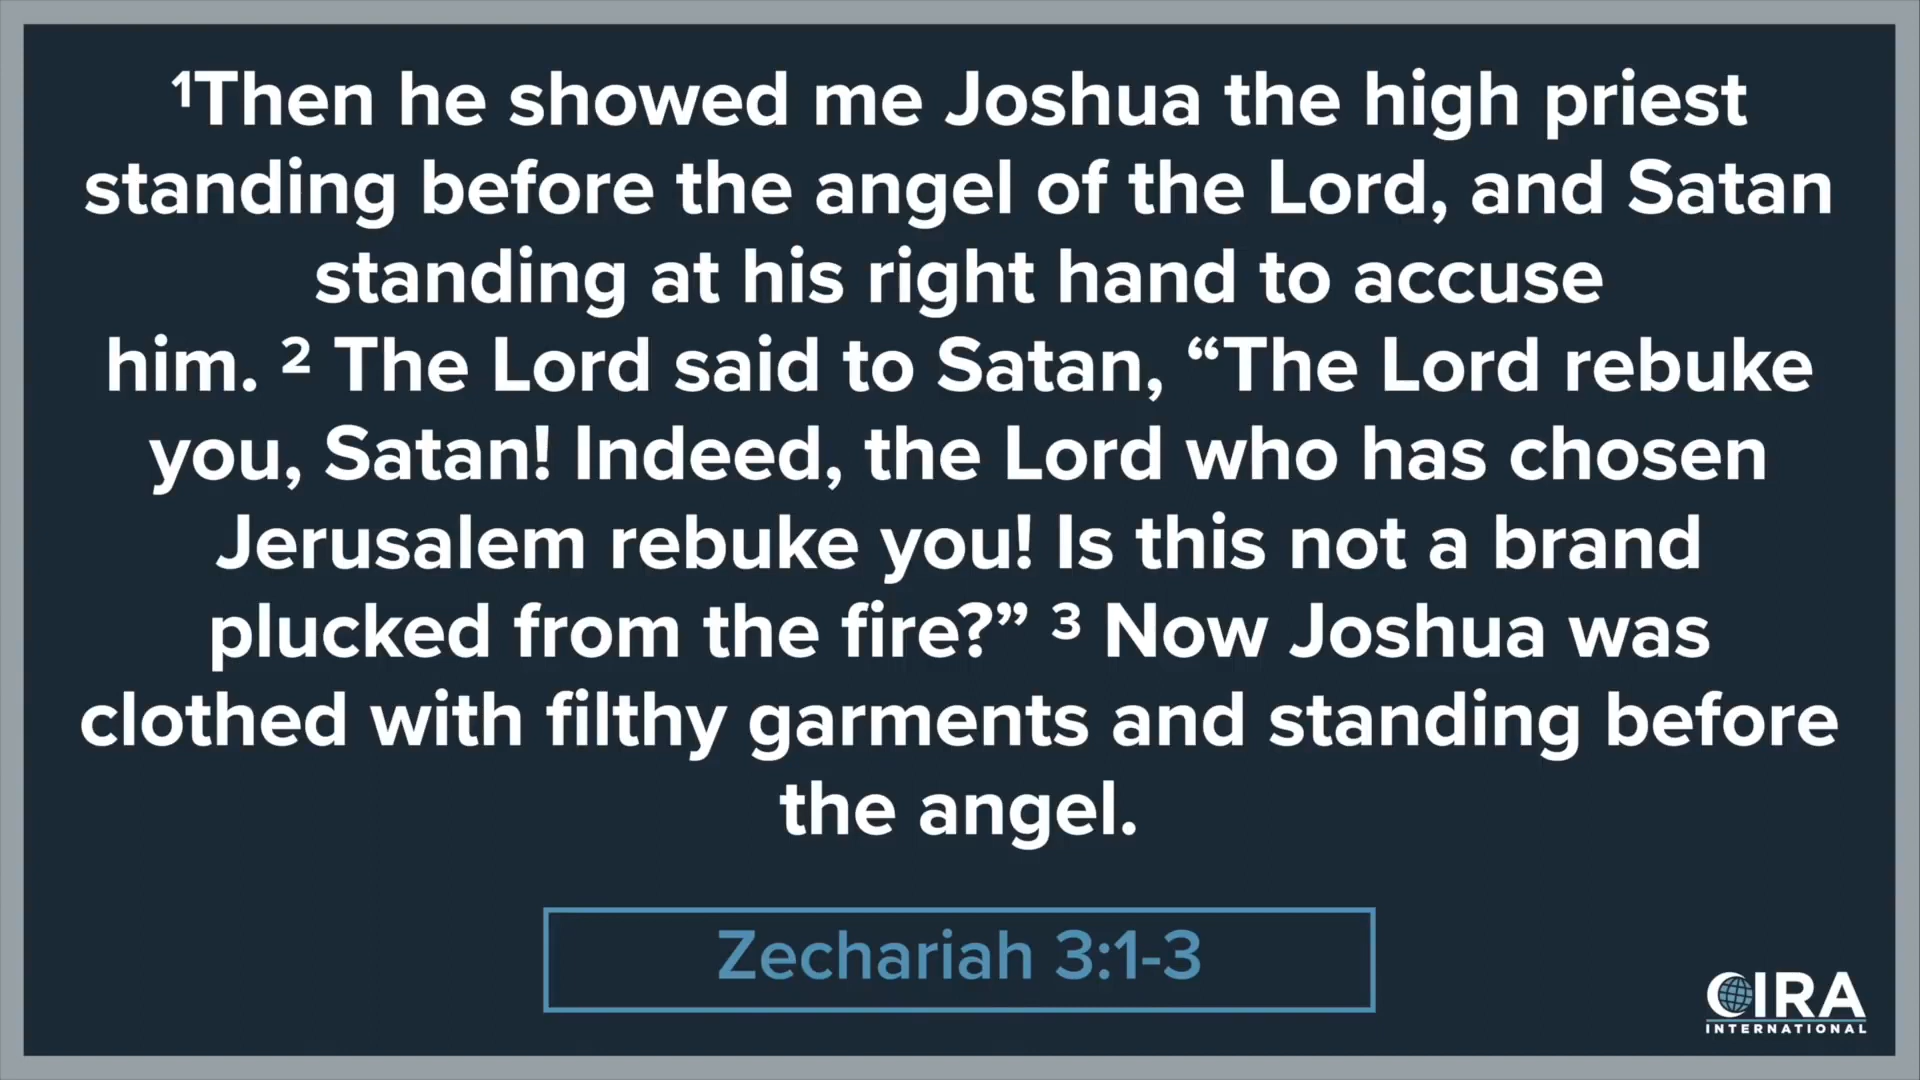 ¹Then he showed me Joshua the high priest
standing before the angel of the Lord, and Satan
standing at his right hand to accuse
him. ² The Lord said to Satan, “The Lord rebuke
you, Satan! Indeed, the Lord who has chosen
Jerusalem rebuke you! Is this not a brand
plucked from the fire?” ³ Now Joshua was
clothed with filthy garments and standing before
the angel.
Zechariah 3:1-3
CIRA
INTERNATIONAL